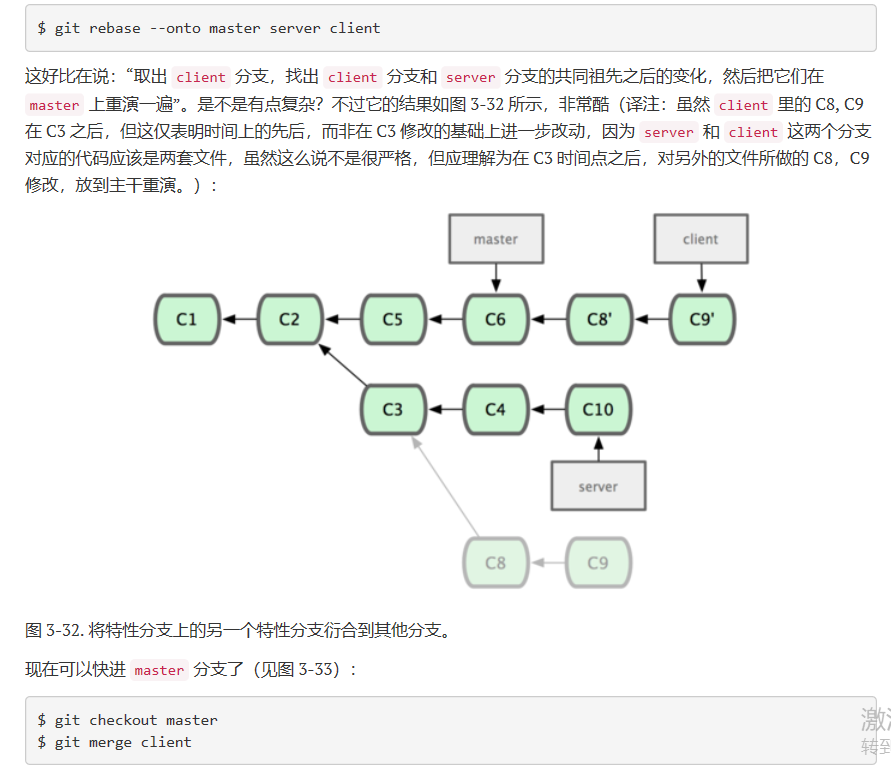 $ git rebase --onto master server client
这好比在说：“取出 client 分支，找出 client 分支和 server 分支的共同祖先之后的变化，然后把它们在
master 上重演一遍”。是不是有点复杂？不过它的结果如图 3-32 所示，非常酷（译注：虽然 client 里的 C8, C9
在 C3 之后，但这仅表明时间上的先后，而非在 C3 修改的基础上进一步改动，因为 server 和 client 这两个分支
对应的代码应该是两套文件，虽然这么说不是很严格，但应理解为在 C3 时间点之后，对另外的文件所做的 C8，C9
修改，放到主干重演。）：
master client
C1 C2 C5 C6 C8' C9'
C3 C4 C10
server
C8 C9
图 3-32. 将特性分支上的另一个特性分支衍合到其他分支。
现在可以快进 master 分支了（见图 3-33）：
$ git checkout master
$ git merge client
转到